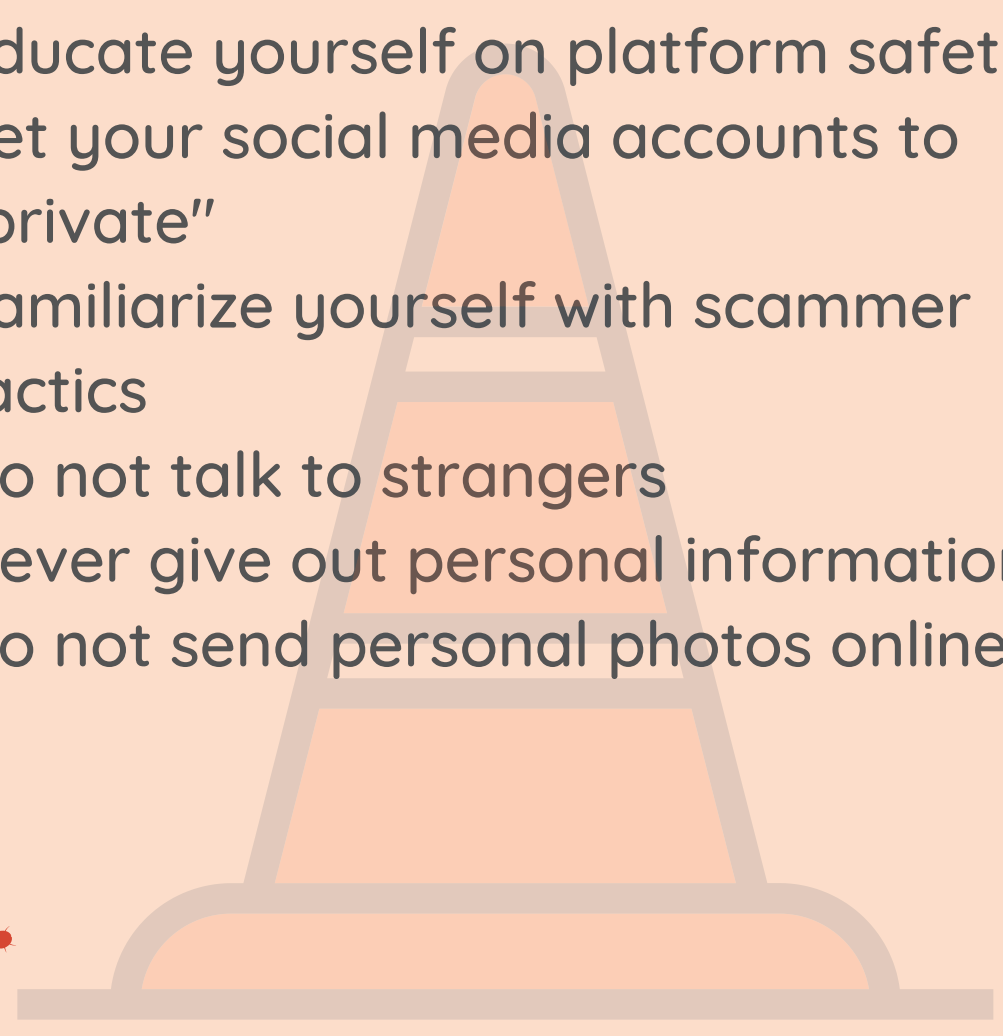 ducate yourself on platform safet
et your social media accounts to
private"
amiliarize yourself with scammer
actics
o not talk to strangers
ever give out personal information
o not send personal photos online